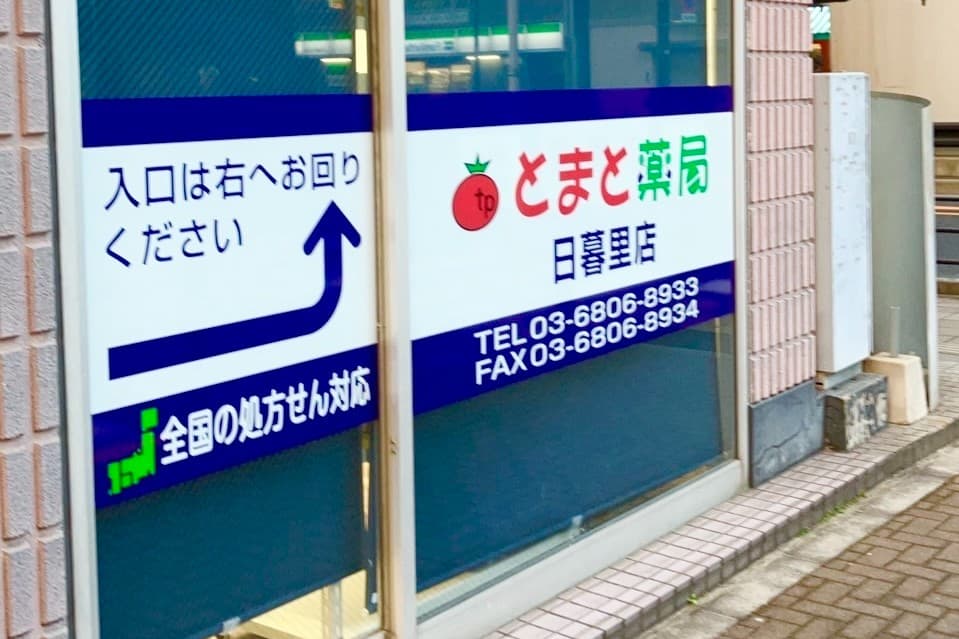 入口は右へお回り
ください
全国の処方せん対応
tp とまと薬局
日暮里店
TEL 03-6806-8933
FAX 03-6806-8934